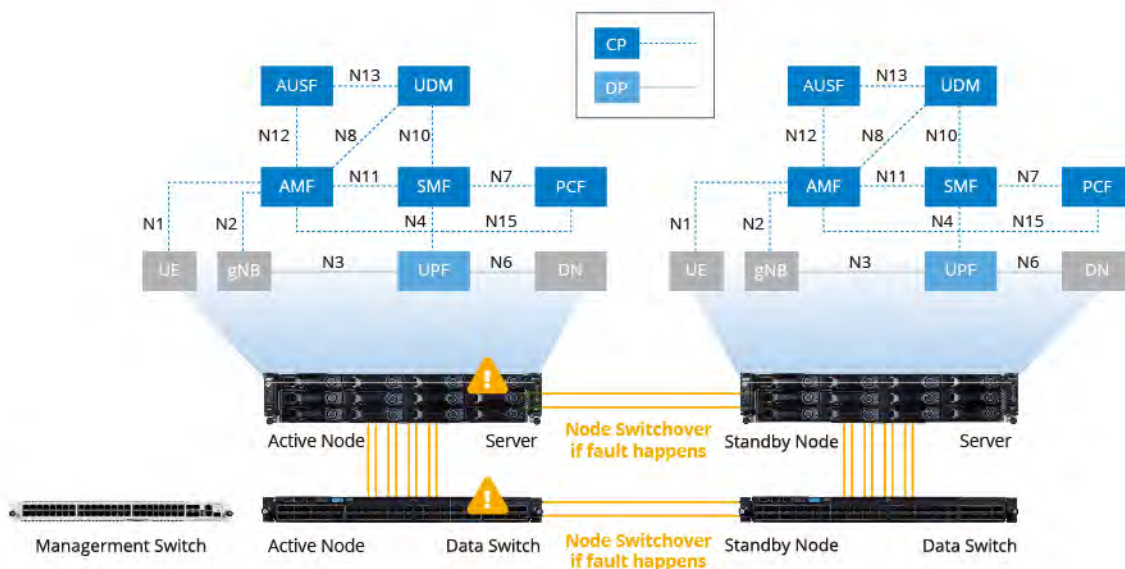 CP
DP
AUSF
N13
UDM
N12
N8
N10
AMF
N11
SMF
N7
PCF
N1
N2
N4
N15
UE
gNB
N3
UPF
N6
DN
AUSF
N13
UDM
N12
N8
N10
AMF
N11
SMF
N7
PCF
N1
N2
N4
N15
UE
gNB
N3
UPF
N6
DN
Active Node
Server
Node Switchover
if fault happens
Standby Node
Server
Managerment Switch
Active Node
Data Switch
Node Switchover
if fault happens
Standby Node
Data Switch